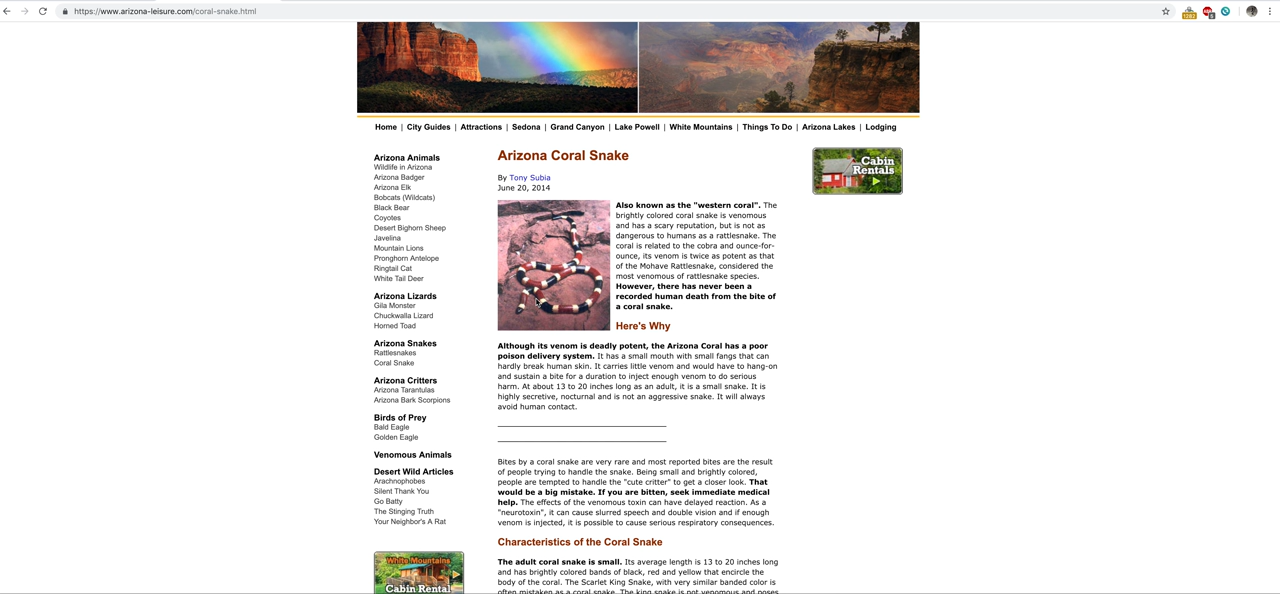 https://www.arizona-leisure.com/coral-snake.html
Home | City Guides | Attractions | Sedona | Grand Canyon | Lake Powell | White Mountains | Things To Do | Arizona Lakes | Lodging
Arizona Animals
Wildlife in Arizona
Arizona Badger
Arizona Elk
Bobcats (Wildcats)
Black Bear
Coyotes
Desert Bighorn Sheep
Javelina
Mountain Lions
Pronghorn Antelope
Ringtail Cat
White Tail Deer
Arizona Lizards
Gila Monster
Chuckwalla Lizard
Horned Toad
Arizona Snakes
Rattlesnakes
Coral Snake
Arizona Critters
Arizona Tarantulas
Arizona Bark Scorpions
Birds of Prey
Bald Eagle
Golden Eagle
Venomous Animals
Desert Wild Articles
Arachnophobes
Silent Thank You
Go Batty
The Stinging Truth
Your Neighbor's A Rat
White Mountains
Cabin Rental
Arizona Coral Snake
By Tony Subia
June 20, 2014
Also known as the "western coral". The
brightly colored coral snake is venomous
and has a scary reputation, but is not as
dangerous to humans as a rattlesnake. The
coral is related to the cobra and ounce-for-
ounce, its venom is twice as potent as that
of the Mohave Rattlesnake, considered the
most venomous of rattlesnake species.
However, there has never been a
recorded human death from the bite of
a coral snake.
Here's Why
Although its venom is deadly potent, the Arizona Coral has a poor
poison delivery system. It has a small mouth with small fangs that can
hardly break human skin. It carries little venom and would have to hang-on
and sustain a bite for a duration to inject enough venom to do serious
harm. At about 13 to 20 inches long as an adult, it is a small snake. It is
highly secretive, nocturnal and is not an aggressive snake. It will always
avoid human contact.
Bites by a coral snake are very rare and most reported bites are the result
of people trying to handle the snake. Being small and brightly colored,
people are tempted to handle the "cute critter" to get a closer look. That
would be a big mistake. If you are bitten, seek immediate medical
help. The effects of the venomous toxin can have delayed reaction. As a
"neurotoxin", it can cause slurred speech and double vision and if enough
venom is injected, it is possible to cause serious respiratory consequences.
Characteristics of the Coral Snake
The adult coral snake is small. Its average length is 13 to 20 inches long
and has brightly colored bands of black, red and yellow that encircle the
body of the coral. The Scarlet King Snake, with very similar banded color is
often mistaken as a coral snake. The king snake is not venomous and poses
Cabin
Rentals